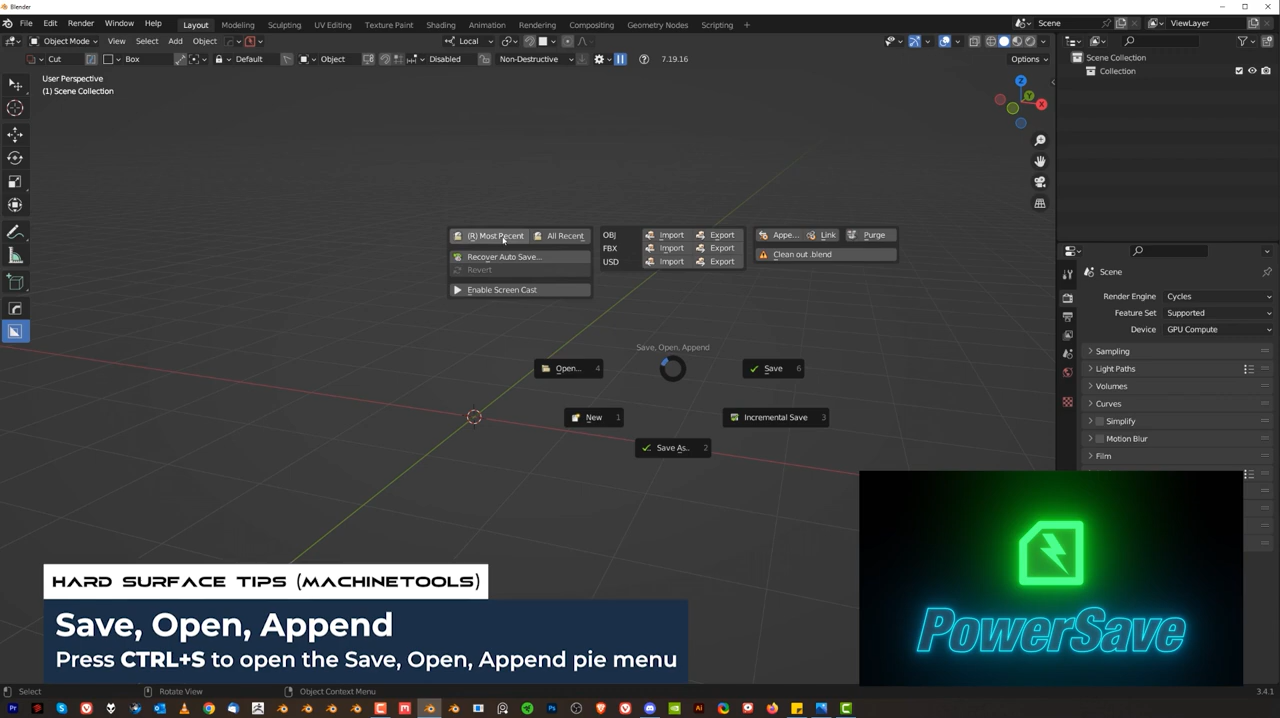 Blender
File Edit Render Window Help Layout Modeling Sculpting UV Editing Texture Paint Shading Animation Rendering Compositing Geometry Nodes Scripting Scene ViewLayer
Object Mode View Select Add Object Local
Cut Box Default Object Disabled Non-Destructive 7.19.16 Options
User Perspective
(1) Scene Collection
Z
Y
X
Scene Collection
Collection
(R) Most Recent All Recent
Recover Auto Save...
Revert
Enable Screen Cast
OBJ Import Export
FBX Import Export
USD Import Export
Appe... Link Purge
Clean out .blend
Save, Open, Append
Open... 4
Save 6
New 1
Incremental Save 3
Save As.. 2
Scene
Render Engine Cycles
Feature Set Supported
Device GPU Compute
Sampling
Light Paths
Volumes
Curves
Simplify
Motion Blur
Film
HARD SURFACE TIPS (MACHINETOOLS)
Save, Open, Append
Press CTRL+S to open the Save, Open, Append pie menu
PowerSave
Select Rotate View Object Context Menu 3.4.1